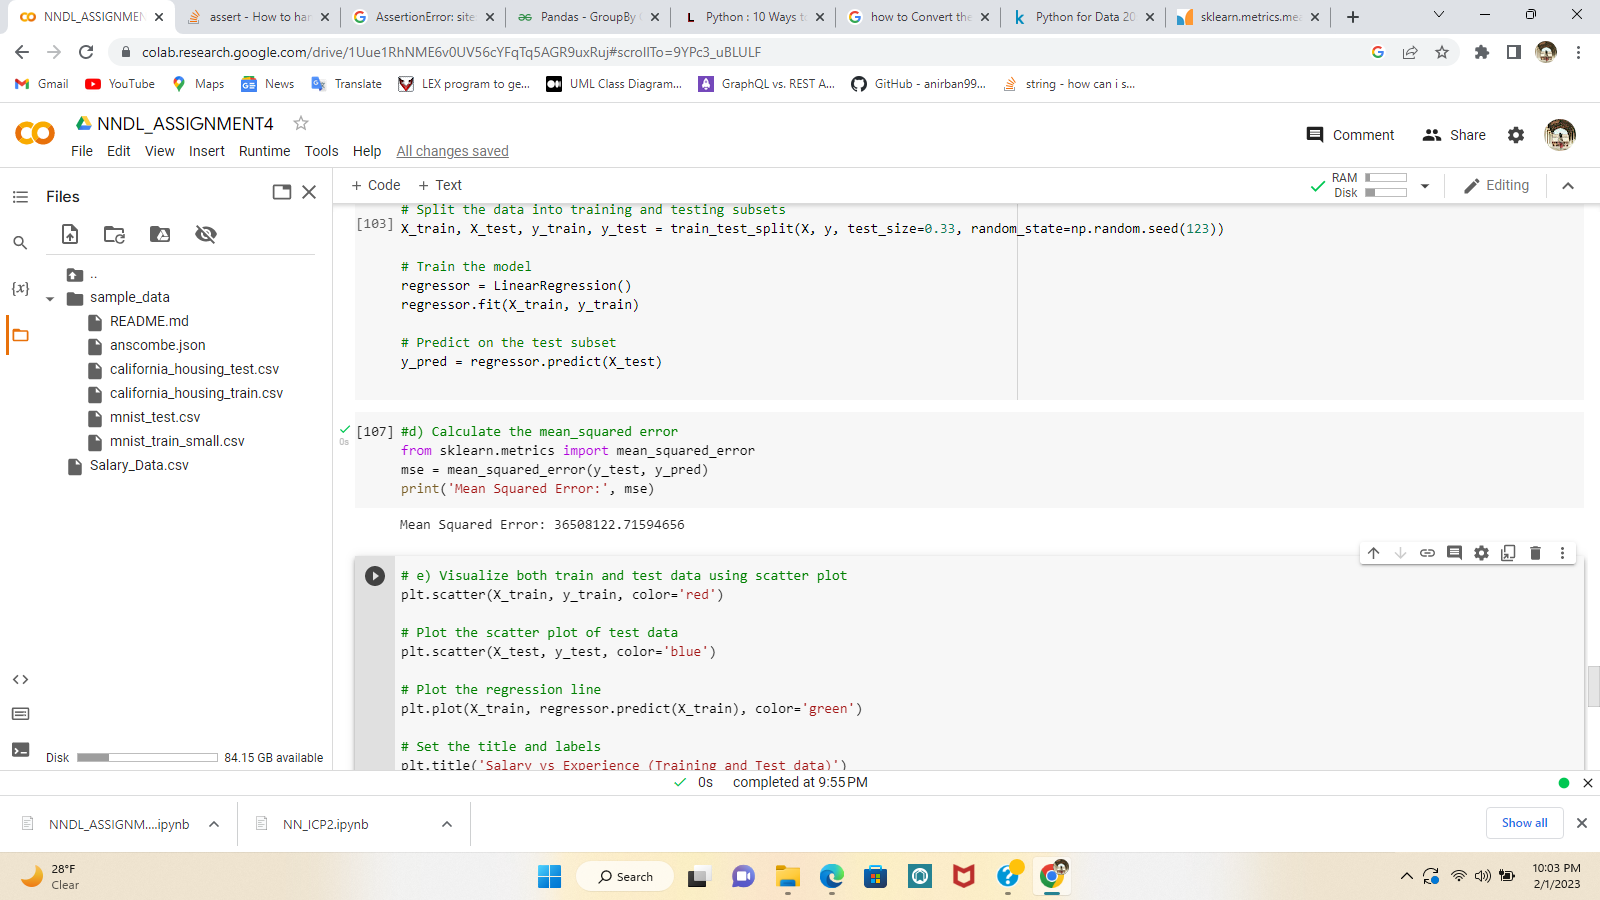 NNDL_ASSIGNMEN
assert - How to har
AssertionError: site
Pandas - GroupBy
Python : 10 Ways to
how to Convert the
Python for Data 20
sklearn.metrics.mea
colab.research.google.com/drive/1Uue1RhNME6v0UV56cYFqTq5AGR9uxRuj#scrollTo=9YPc3_uBLULF
Gmail YouTube Maps News Translate LEX program to ge... UML Class Diagram... GraphQL vs. REST A... GitHub - anirban99... string - how can i s...
NNDL_ASSIGNMENT4
File Edit View Insert Runtime Tools Help All changes saved
Comment Share
Files
+ Code + Text
RAM
Disk
Editing
..
sample_data
README.md
anscombe.json
california_housing_test.csv
california_housing_train.csv
mnist_test.csv
mnist_train_small.csv
Salary_Data.csv
Disk 84.15 GB available
# Split the data into training and testing subsets
[103] X_train, X_test, y_train, y_test = train_test_split(X, y, test_size=0.33, random_state=np.random.seed(123))
# Train the model
regressor = LinearRegression()
regressor.fit(X_train, y_train)
# Predict on the test subset
y_pred = regressor.predict(X_test)
[107] #d) Calculate the mean_squared error
0s
from sklearn.metrics import mean_squared_error
mse = mean_squared_error(y_test, y_pred)
print('Mean Squared Error:', mse)
Mean Squared Error: 36508122.71594656
# e) Visualize both train and test data using scatter plot
plt.scatter(X_train, y_train, color='red')
# Plot the scatter plot of test data
plt.scatter(X_test, y_test, color='blue')
# Plot the regression line
plt.plot(X_train, regressor.predict(X_train), color='green')
# Set the title and labels
plt.title('Salary vs Experience (Training and Test data)')
0s completed at 9:55 PM
NNDL_ASSIGNM....ipynb
NN_ICP2.ipynb
Show all
28°F
Clear
Search
10:03 PM
2/1/2023